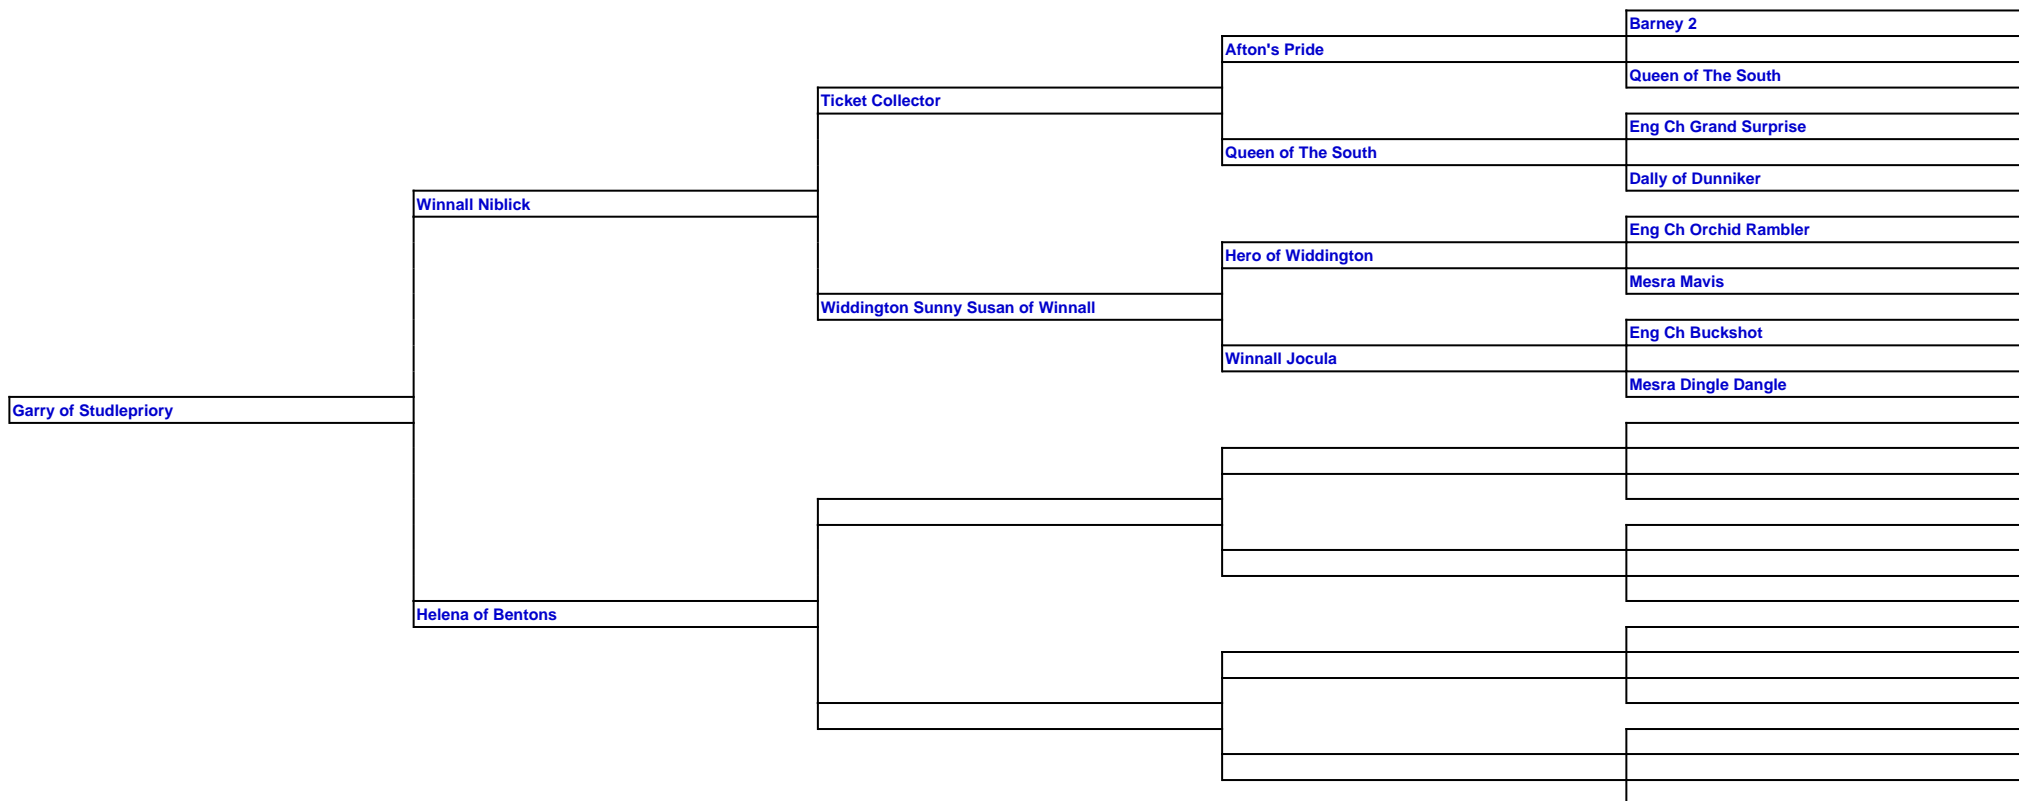 Barney 2
Afton's Pride
Queen of The South
Ticket Collector
Eng Ch Grand Surprise
Queen of The South
Dally of Dunniker
Winnall Niblick
Eng Ch Orchid Rambler
Hero of Widdington
Mesra Mavis
Widdington Sunny Susan of Winnall
Eng Ch Buckshot
Winnall Jocula
Mesra Dingle Dangle
Garry of Studlepriory
Helena of Bentons